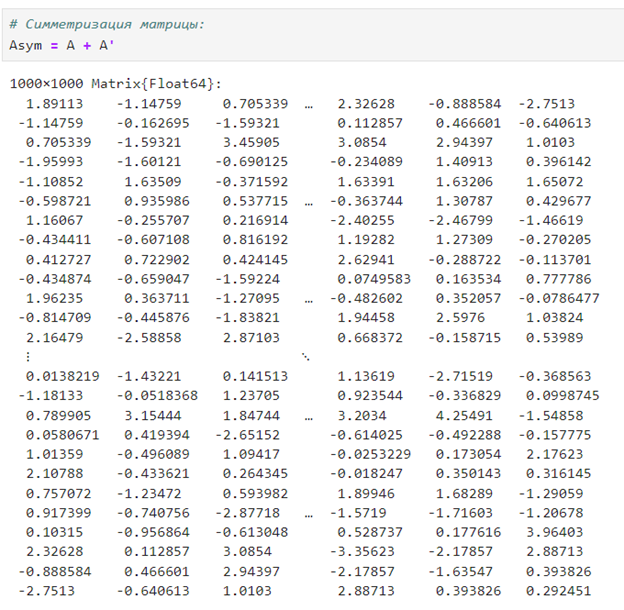 # Симметризация матрицы:
Asym = A + A'
1000×1000 Matrix{Float64}:
1.89113 -1.14759 0.705339 … 2.32628 -0.888584 -2.7513
-1.14759 -0.162695 -1.59321 0.112857 0.466601 -0.640613
0.705339 -1.59321 3.45905 3.0854 2.94397 1.0103
-1.95993 -1.60121 -0.690125 -0.234089 1.40913 0.396142
-1.10852 1.63509 -0.371592 1.63391 1.63206 1.65072
-0.598721 0.935986 0.537715 … -0.363744 1.30787 0.429677
1.16067 -0.255707 0.216914 -2.40255 -2.46799 -1.46619
-0.434411 -0.607108 0.816192 1.19282 1.27309 -0.270205
0.412727 0.722902 0.424145 2.62941 -0.288722 -0.113701
-0.434874 -0.659047 -1.59224 0.0749583 0.163534 0.777786
1.96235 0.363711 -1.27095 … -0.482602 0.352057 -0.0786477
-0.814709 -0.445876 -1.83821 1.94458 2.5976 1.03824
2.16479 -2.58858 2.87103 0.668372 -0.158715 0.53989
⋮ ⋱
0.0138219 -1.43221 0.141513 1.13619 -2.71519 -0.368563
-1.18133 -0.0518368 1.23705 0.923544 -0.336829 0.0998745
0.789905 3.15444 1.84744 … 3.2034 4.25491 -1.54858
0.0580671 0.419394 -2.65152 -0.614025 -0.492288 -0.157775
1.01359 -0.496089 1.09417 -0.0253229 0.173054 2.17623
2.10788 -0.433621 0.264345 -0.018247 0.350143 0.316145
0.757072 -1.23472 0.593982 1.89946 1.68289 -1.29059
0.917399 -0.740756 -2.87718 … -1.5719 -1.71603 -1.20678
0.10315 -0.956864 -0.613048 0.528737 0.177616 3.96403
2.32628 0.112857 3.0854 -3.35623 -2.17857 2.88713
-0.888584 0.466601 2.94397 -2.17857 -1.63547 0.393826
-2.7513 -0.640613 1.0103 2.88713 0.393826 0.292451